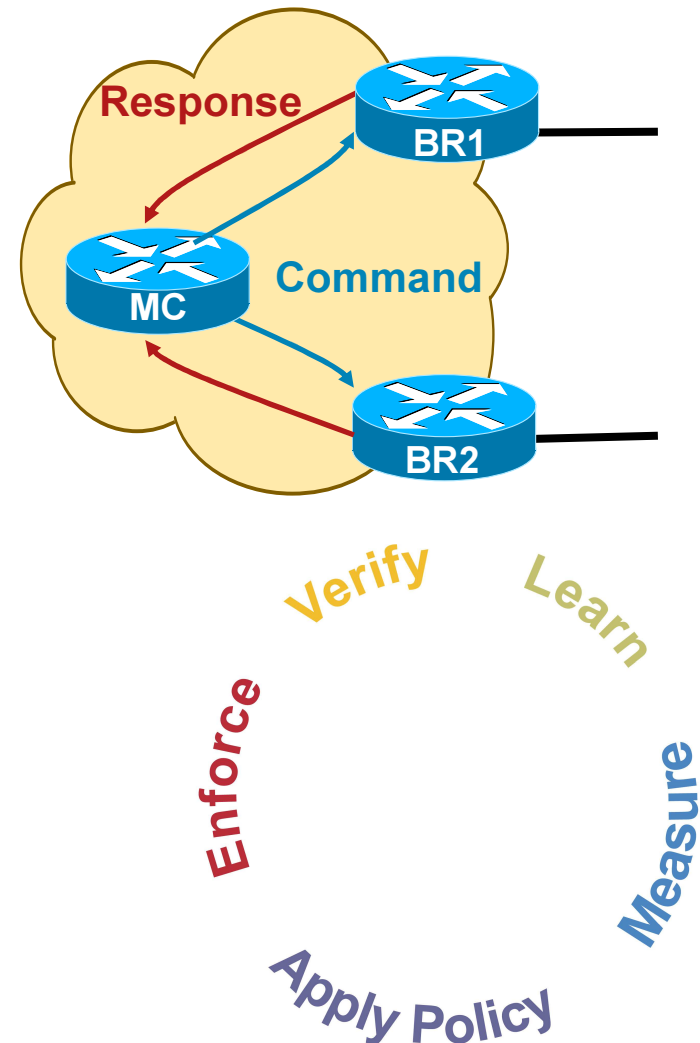 Response
BR1
Command
MC
BR2
Verify
Learn
Enforce
Measure
Apply Policy